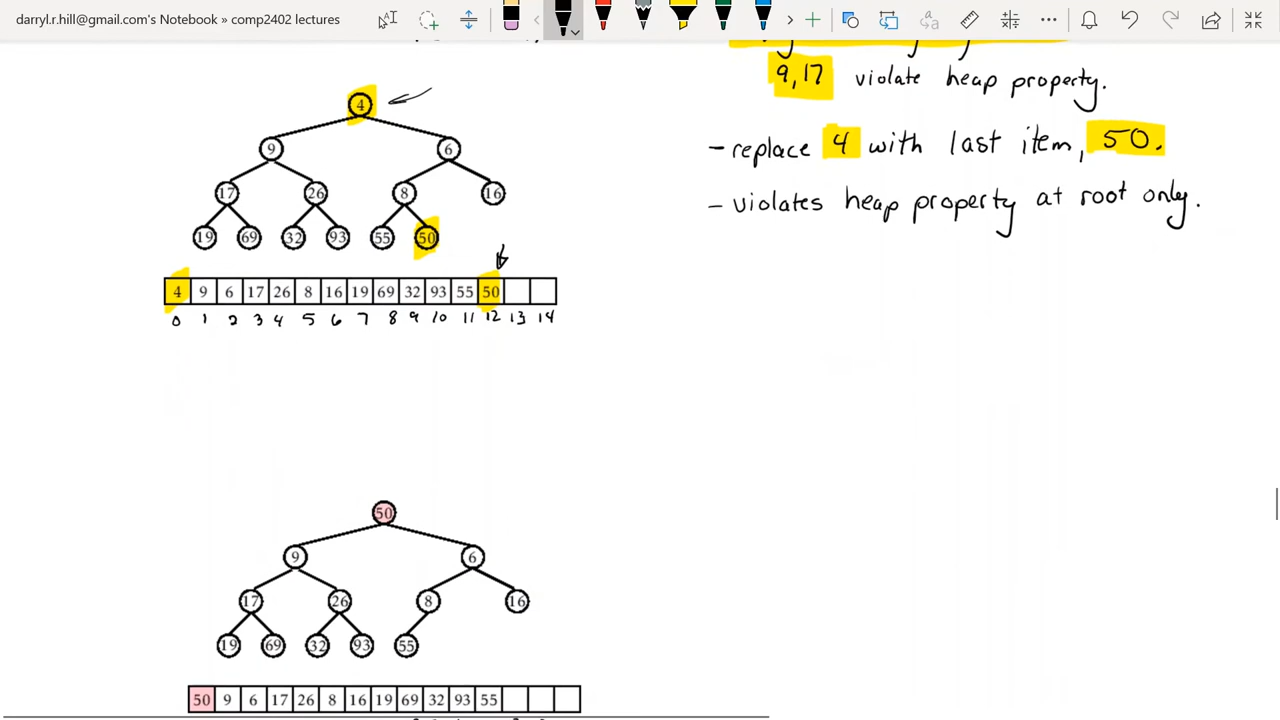 darryl.r.hill@gmail.com's Notebook » comp2402 lectures
9,17 violate heap property.
- replace 4 with last item, 50.
- violates heap property at root only.
4
9 6
17 26 8 16
19 69 32 93 55 50
4 9 6 17 26 8 16 19 69 32 93 55 50
0 1 2 3 4 5 6 7 8 9 10 11 12 13 14
50
9 6
17 26 8 16
19 69 32 93 55
50 9 6 17 26 8 16 19 69 32 93 55